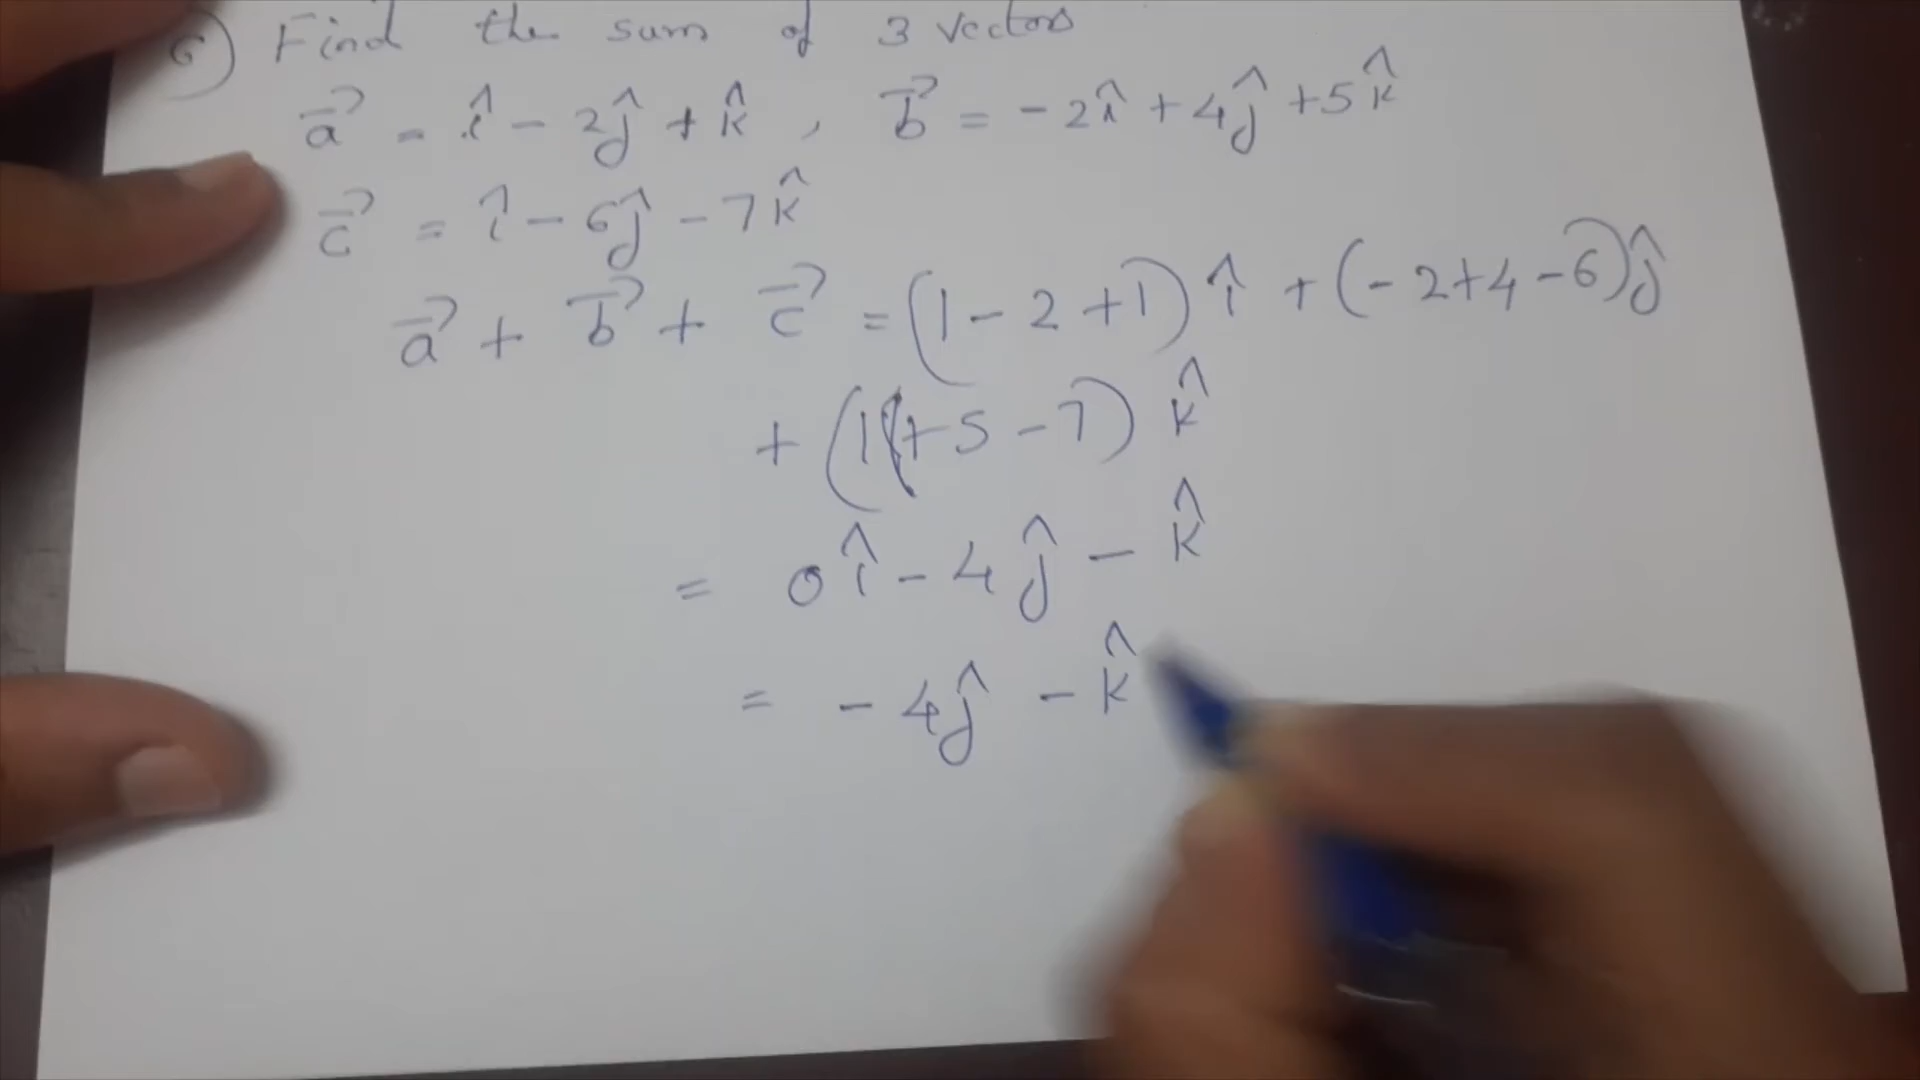 6) Find the sum of 3 vectors
a⃗ = î - 2ĵ + k̂ , b⃗ = - 2î + 4ĵ + 5k̂
c⃗ = î - 6ĵ - 7k̂
a⃗ + b⃗ + c⃗ = (1 - 2 + 1) î + (- 2 + 4 - 6) ĵ
+ (1 + 5 - 7) k̂
= 0î - 4ĵ - k̂
= - 4ĵ - k̂